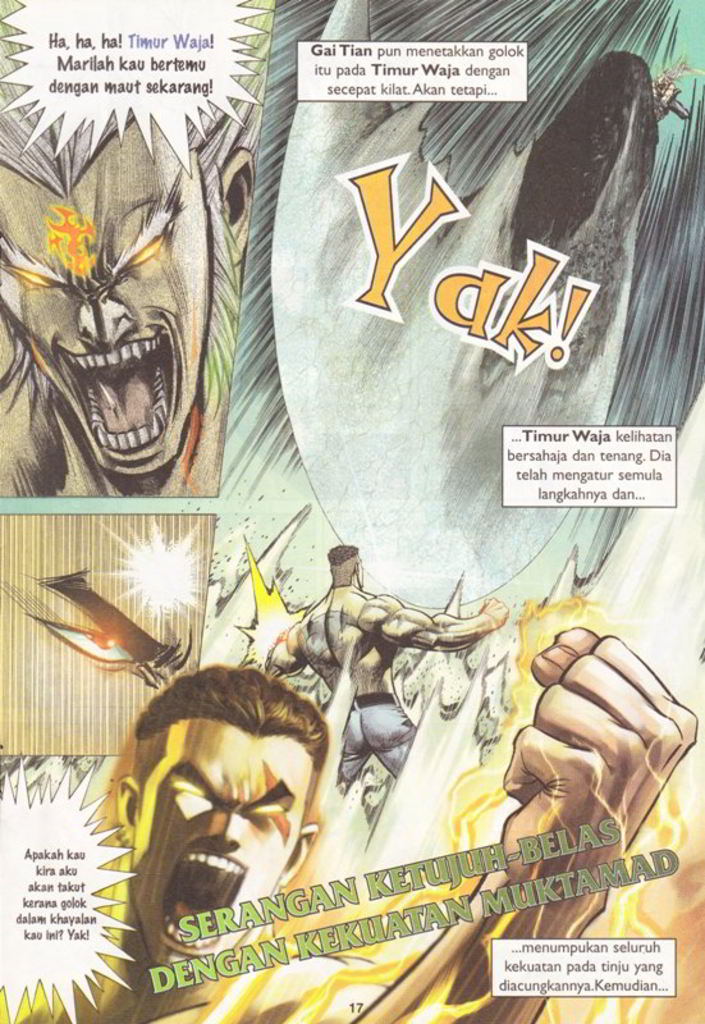 Ha, ha, ha! Timur Waja!
Marilah kau bertemu
dengan maut sekarang!
Gai Tian pun menetakkan golok
itu pada Timur Waja dengan
secepat kilat. Akan tetapi...
Yak!
...Timur Waja kelihatan
bersahaja dan tenang. Dia
telah mengatur semula
langkahnya dan...
Apakah kau
kira aku
akan takut
kerana golok
dalam khayalan
kau ini? Yak!
SERANGAN KETUJUH-BELAS
DENGAN KEKUATAN MUKTAMAD
...menumpukan seluruh
kekuatan pada tinju yang
diacungkannya.Kemudian...
17